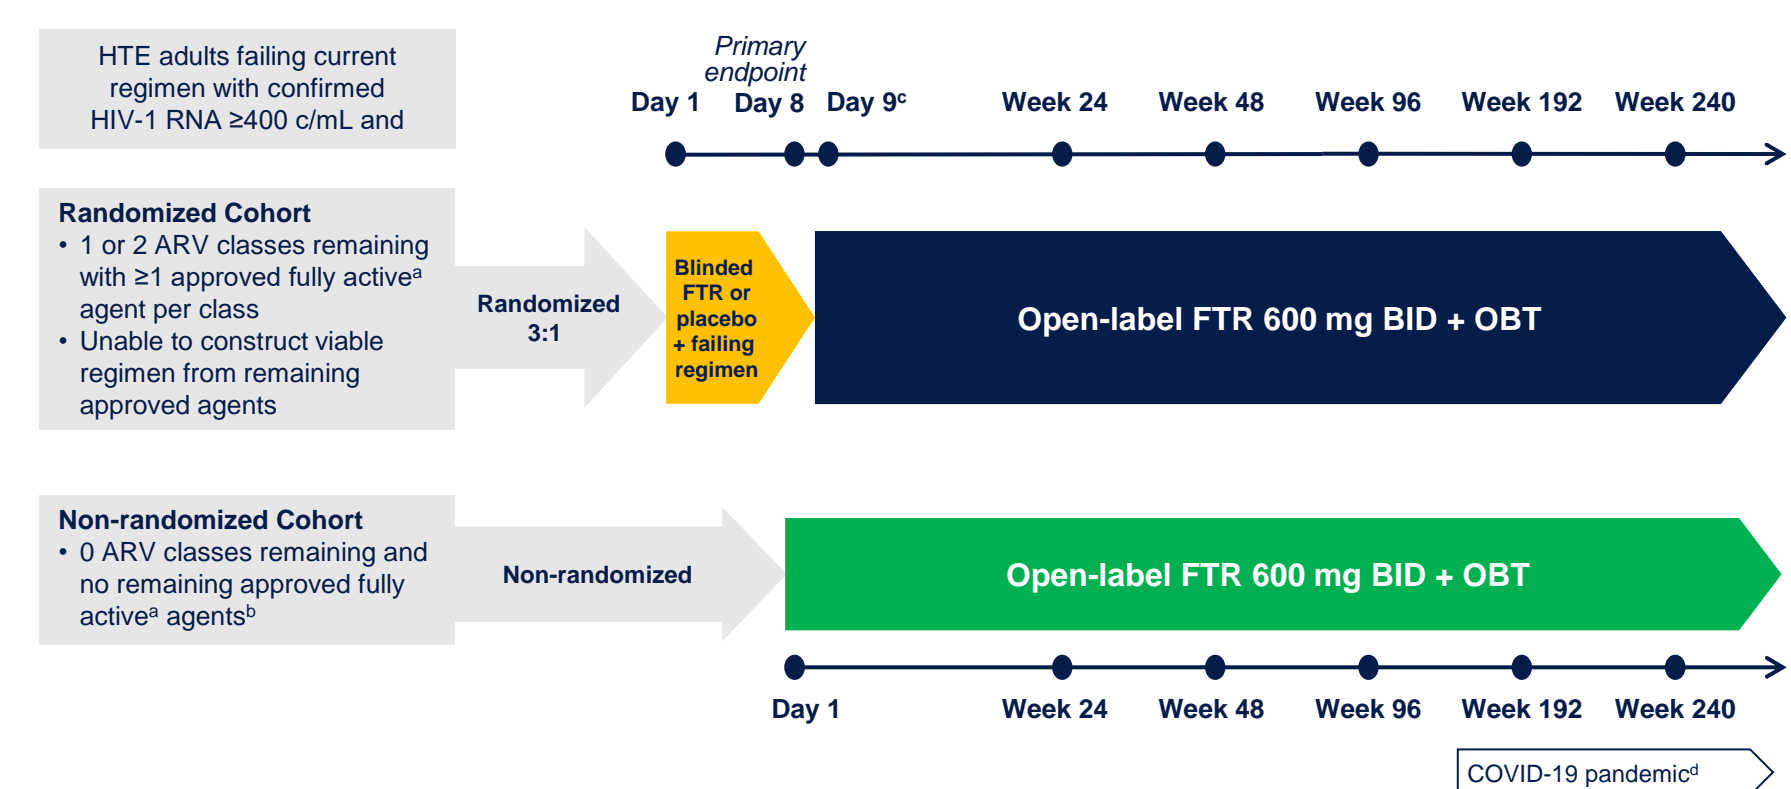 HTE adults failing current
regimen with confirmed
HIV-1 RNA ≥400 c/mL and
Primary
endpoint
Day 1 Day 8 Day 9ᶜ Week 24 Week 48 Week 96 Week 192 Week 240
Randomized Cohort
• 1 or 2 ARV classes remaining
with ≥1 approved fully activeᵃ
agent per class
• Unable to construct viable
regimen from remaining
approved agents
Randomized
3:1
Blinded
FTR or
placebo
+ failing
regimen
Open-label FTR 600 mg BID + OBT
Non-randomized Cohort
• 0 ARV classes remaining and
no remaining approved fully
activeᵃ agentsᵇ
Non-randomized
Open-label FTR 600 mg BID + OBT
Day 1 Week 24 Week 48 Week 96 Week 192 Week 240
COVID-19 pandemicᵈ